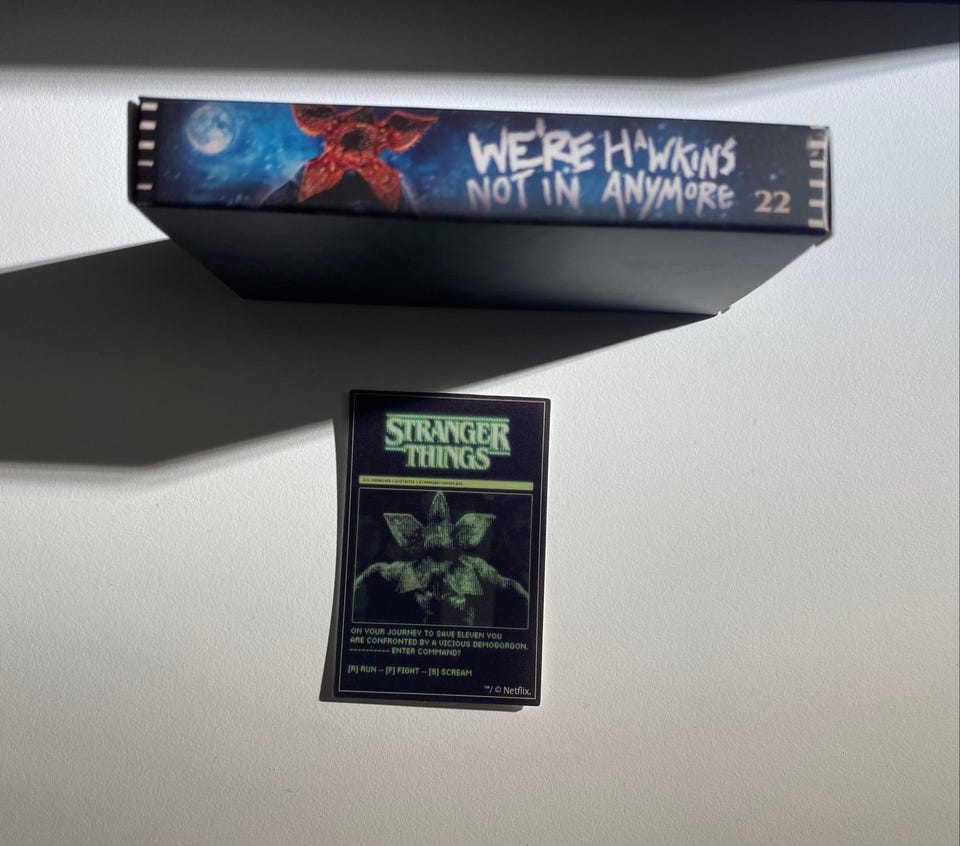 WE'RE HAWKINS
NOT IN ANYMORE
22
STRANGER
THINGS
ON YOUR JOURNEY TO SAVE ELEVEN YOU
ARE CONFRONTED BY A VICIOUS DEMOGORGON.
---------- ENTER COMMAND?
[R] RUN -- [F] FIGHT -- [S] SCREAM
™/ © Netflix.